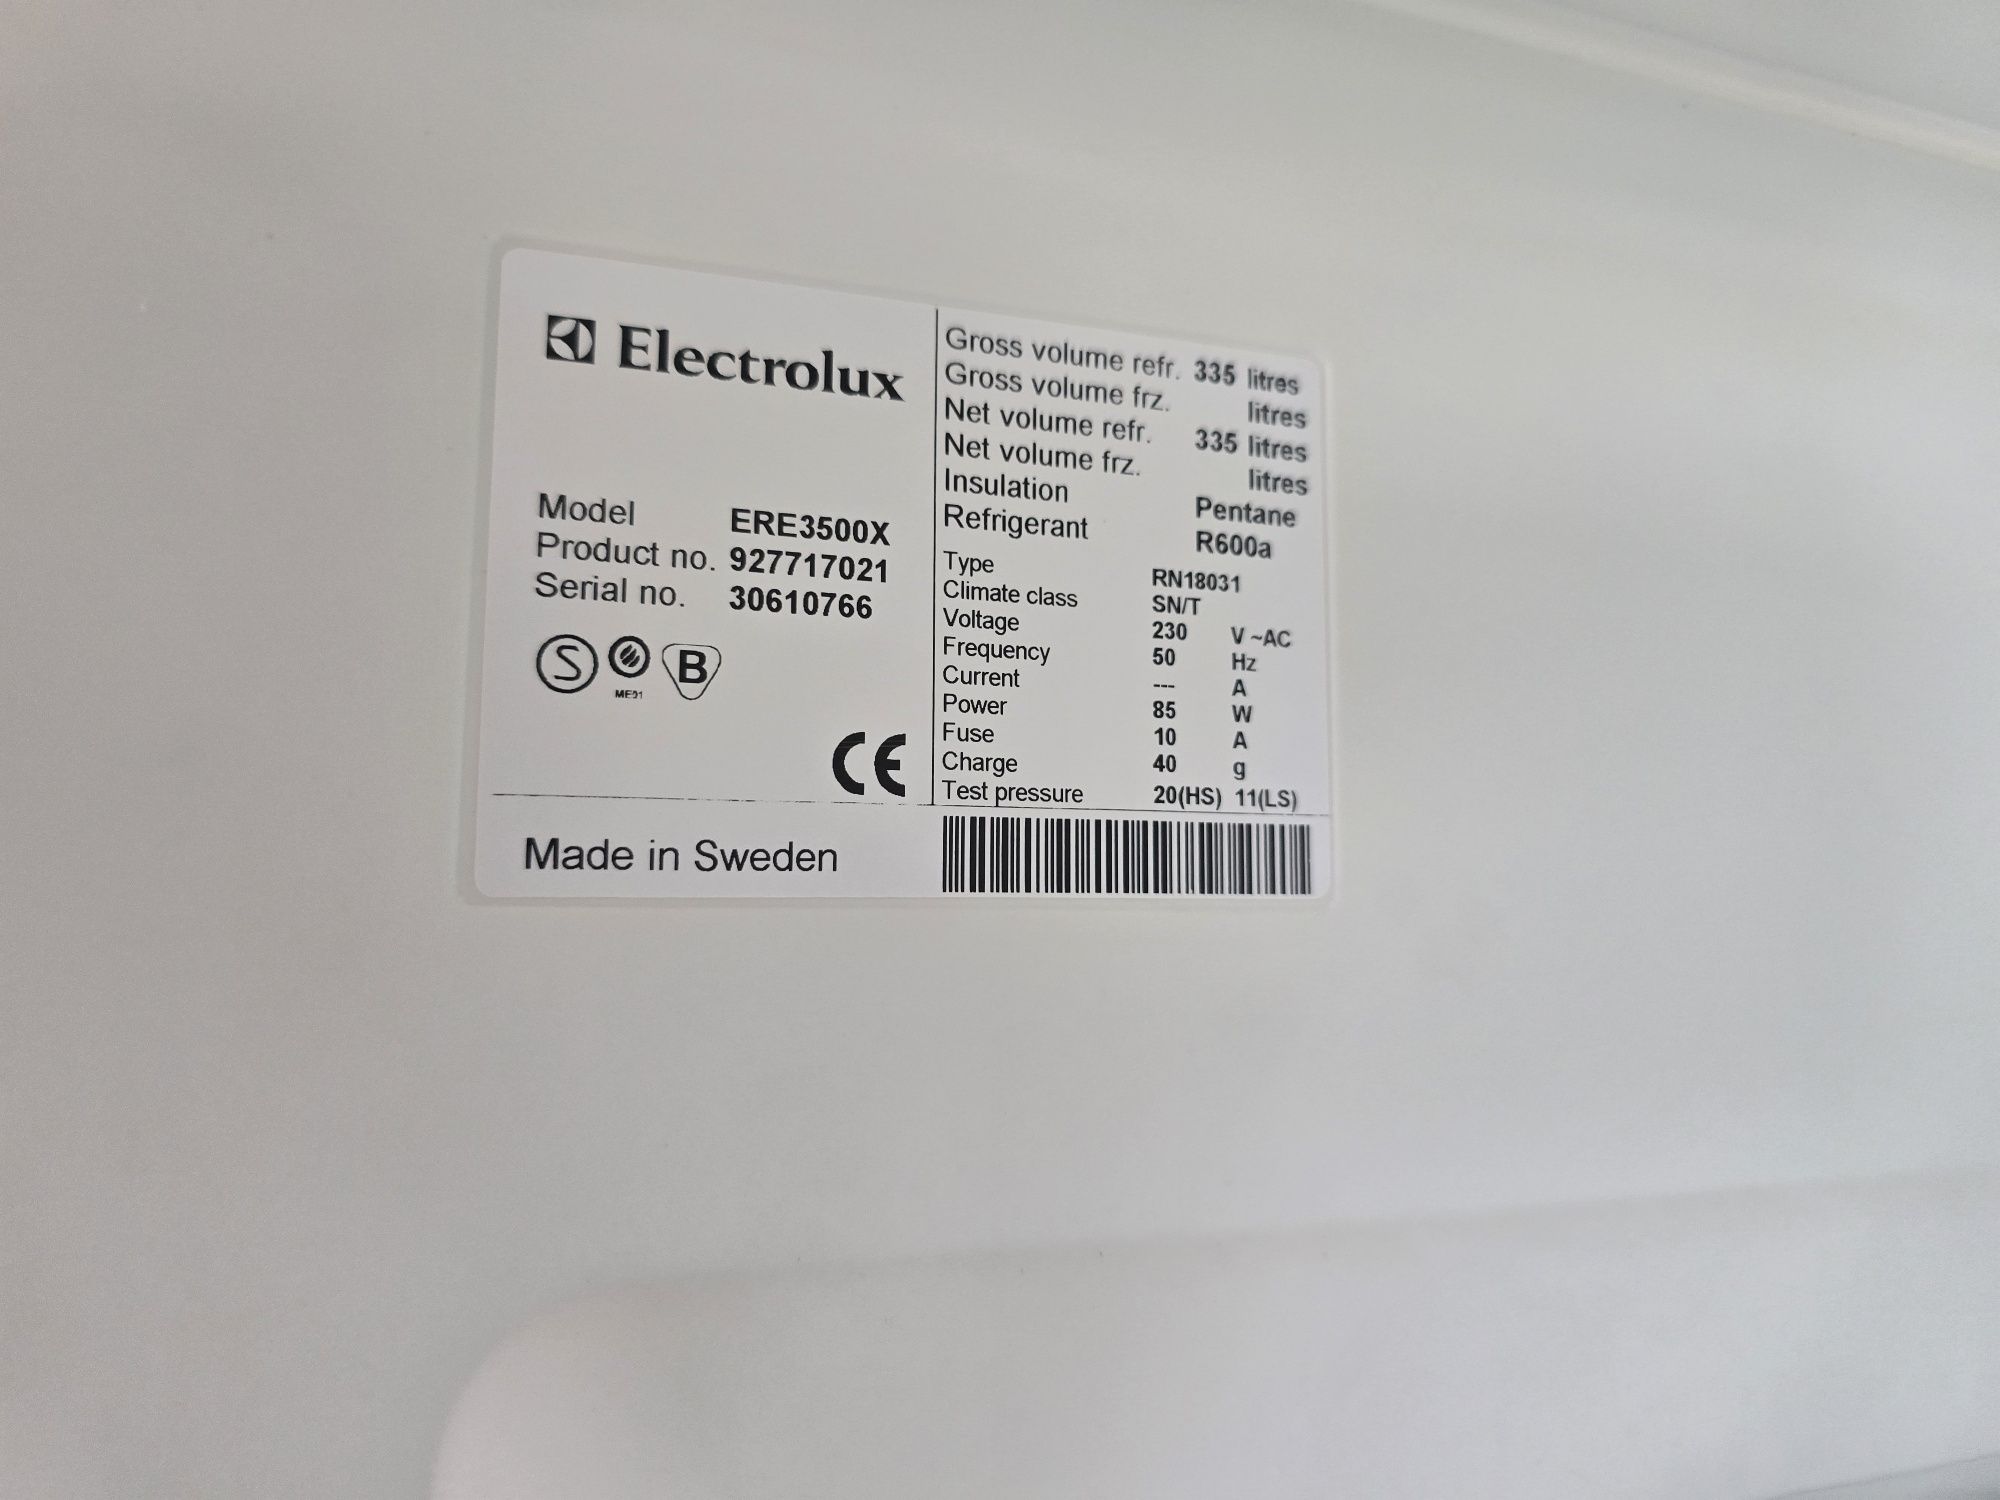 Electrolux
Model ERE3500X
Product no. 927717021
Serial no. 30610766
S B
CE
Made in Sweden
Gross volume refr. 335 litres
Gross volume frz. litres
Net volume refr. 335 litres
Net volume frz. litres
Insulation Pentane
Refrigerant R600a
Type RN18031
Climate class SN/T
Voltage 230 V ~AC
Frequency 50 Hz
Current --- A
Power 85 W
Fuse 10 A
Charge 40 g
Test pressure 20(HS) 11(LS)